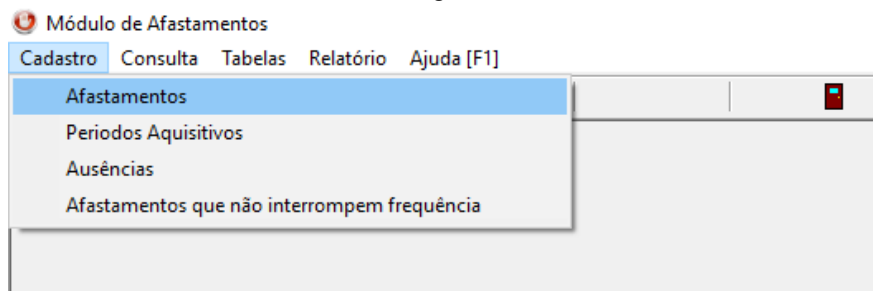 Módulo de Afastamentos
Cadastro Consulta Tabelas Relatório Ajuda [F1]
Afastamentos
Periodos Aquisitivos
Ausências
Afastamentos que não interrompem frequência